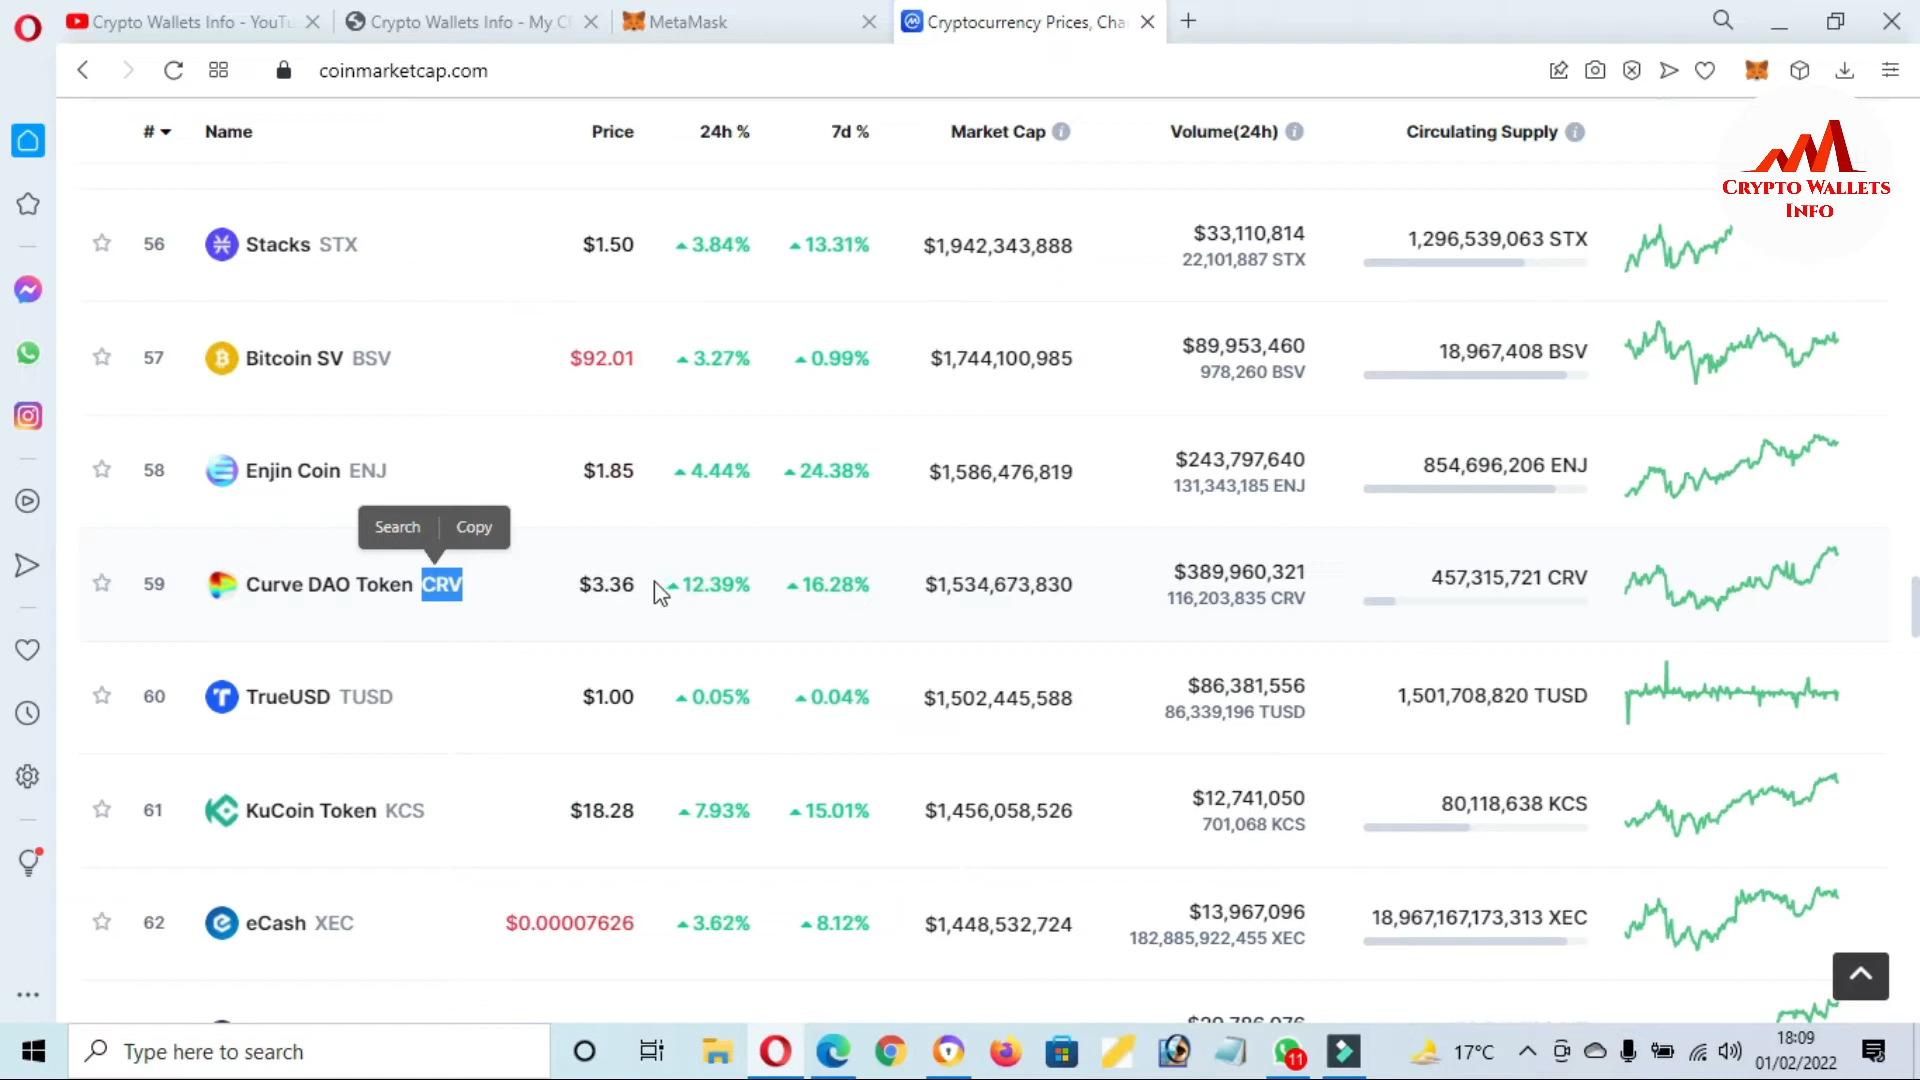 Crypto Wallets Info - YouTu
Crypto Wallets Info - My Cl
MetaMask
Cryptocurrency Prices, Cha
coinmarketcap.com
# Name Price 24h % 7d % Market Cap Volume(24h) Circulating Supply
CRYPTO WALLETS
INFO
56 Stacks STX $1.50 3.84% 13.31% $1,942,343,888 $33,110,814 1,296,539,063 STX
22,101,887 STX
57 Bitcoin SV BSV $92.01 3.27% 0.99% $1,744,100,985 $89,953,460 18,967,408 BSV
978,260 BSV
58 Enjin Coin ENJ $1.85 4.44% 24.38% $1,586,476,819 $243,797,640 854,696,206 ENJ
131,343,185 ENJ
Search Copy
59 Curve DAO Token CRV $3.36 12.39% 16.28% $1,534,673,830 $389,960,321 457,315,721 CRV
116,203,835 CRV
60 TrueUSD TUSD $1.00 0.05% 0.04% $1,502,445,588 $86,381,556 1,501,708,820 TUSD
86,339,196 TUSD
61 KuCoin Token KCS $18.28 7.93% 15.01% $1,456,058,526 $12,741,050 80,118,638 KCS
701,068 KCS
62 eCash XEC $0.00007626 3.62% 8.12% $1,448,532,724 $13,967,096 18,967,167,173,313 XEC
182,885,922,455 XEC
Type here to search
11
17°C
18:09
01/02/2022